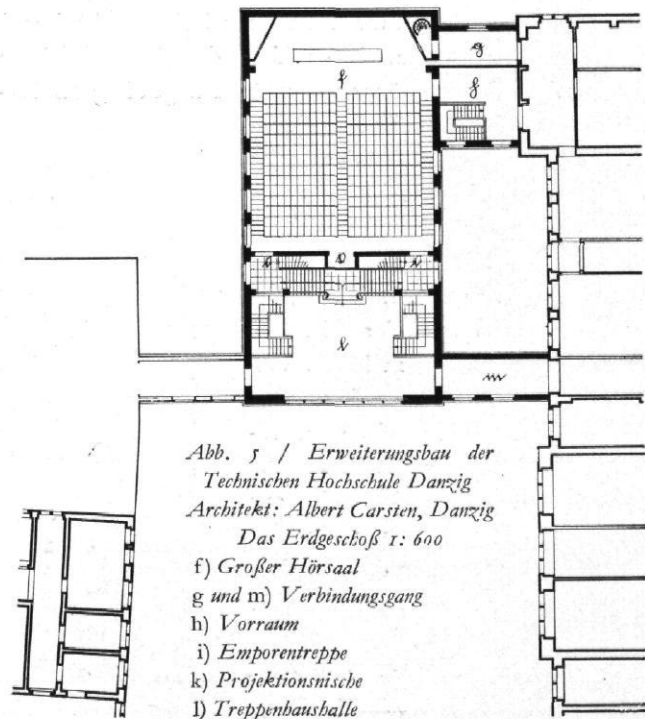 g
f
Abb. 5 / Erweiterungsbau der
Technischen Hochschule Danzig
Architekt: Albert Carsten, Danzig
Das Erdgeschoß 1: 600
f) Großer Hörsaal
g und m) Verbindungsgang
h) Vorraum
i) Emporentreppe
k) Projektionsnische
l) Treppenhaushalle